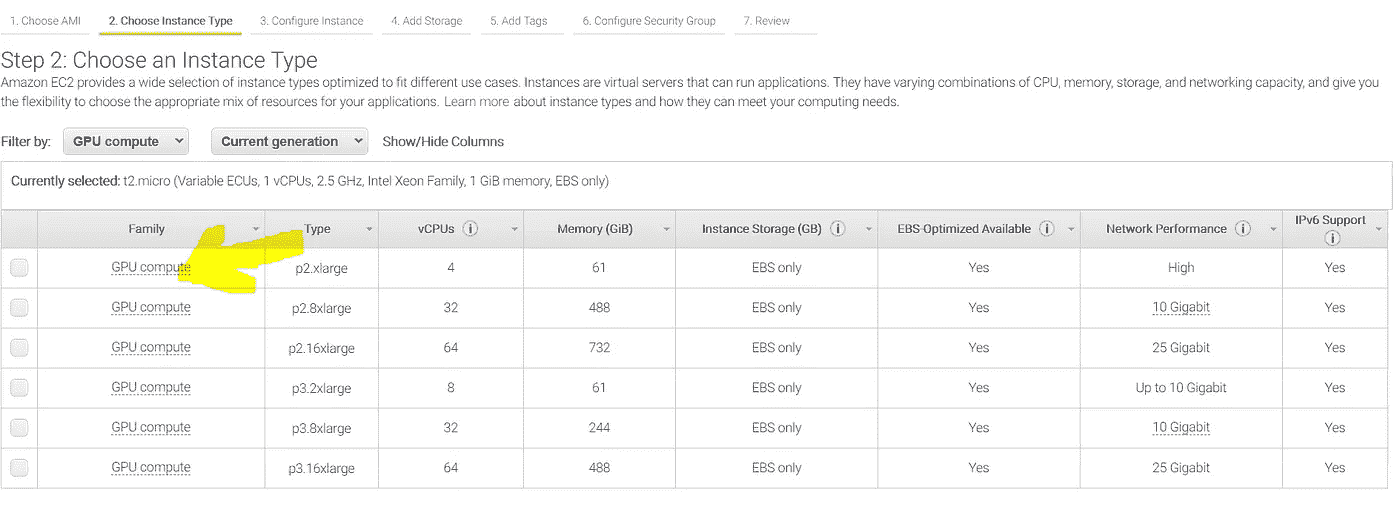 1. Choose AMI 2. Choose Instance Type 3. Configure Instance 4. Add Storage 5. Add Tags 6. Configure Security Group 7. Review
Step 2: Choose an Instance Type
Amazon EC2 provides a wide selection of instance types optimized to fit different use cases. Instances are virtual servers that can run applications. They have varying combinations of CPU, memory, storage, and networking capacity, and give you
the flexibility to choose the appropriate mix of resources for your applications. Learn more about instance types and how they can meet your computing needs.
Filter by: GPU compute Current generation Show/Hide Columns
Currently selected: t2.micro (Variable ECUs, 1 vCPUs, 2.5 GHz, Intel Xeon Family, 1 GiB memory, EBS only)
Family Type vCPUs Memory (GiB) Instance Storage (GB) EBS-Optimized Available Network Performance IPv6 Support
GPU compute p2.xlarge 4 61 EBS only Yes High Yes
GPU compute p2.8xlarge 32 488 EBS only Yes 10 Gigabit Yes
GPU compute p2.16xlarge 64 732 EBS only Yes 25 Gigabit Yes
GPU compute p3.2xlarge 8 61 EBS only Yes Up to 10 Gigabit Yes
GPU compute p3.8xlarge 32 244 EBS only Yes 10 Gigabit Yes
GPU compute p3.16xlarge 64 488 EBS only Yes 25 Gigabit Yes